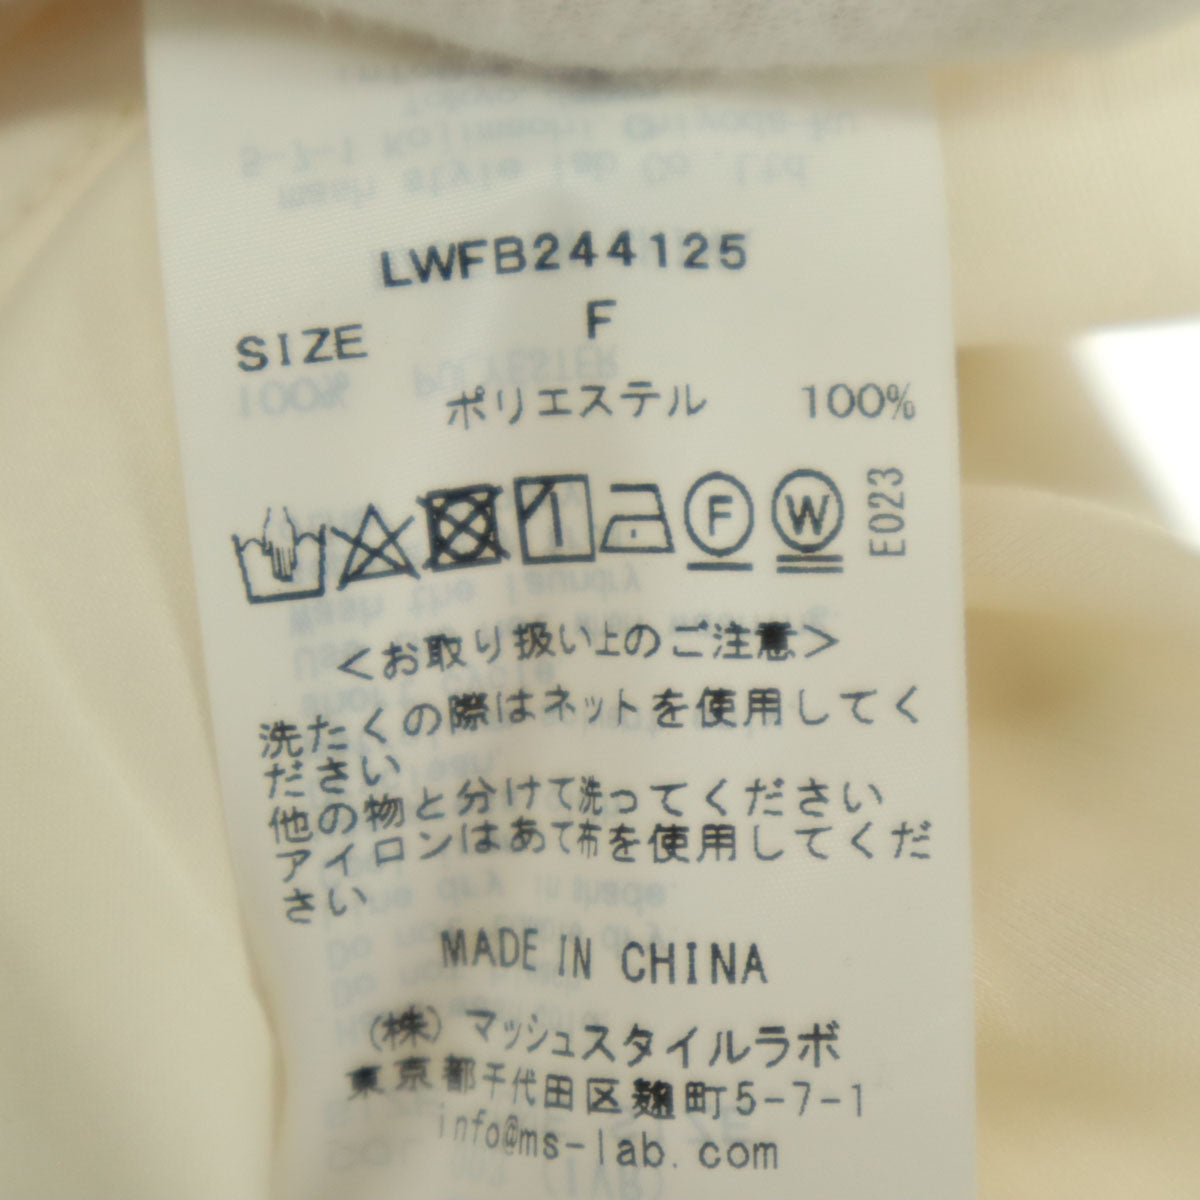 LWFB244125
SIZE F
ポリエステル 100%
F W E023
<お取り扱い上のご注意>
洗たくの際はネットを使用してく
ださい
他の物と分けて洗ってください
アイロンはあて布を使用してくだ
さい
MADE IN CHINA
(株)マッシュスタイルラボ
東京都千代田区麹町5-7-1
info@ms-lab.com